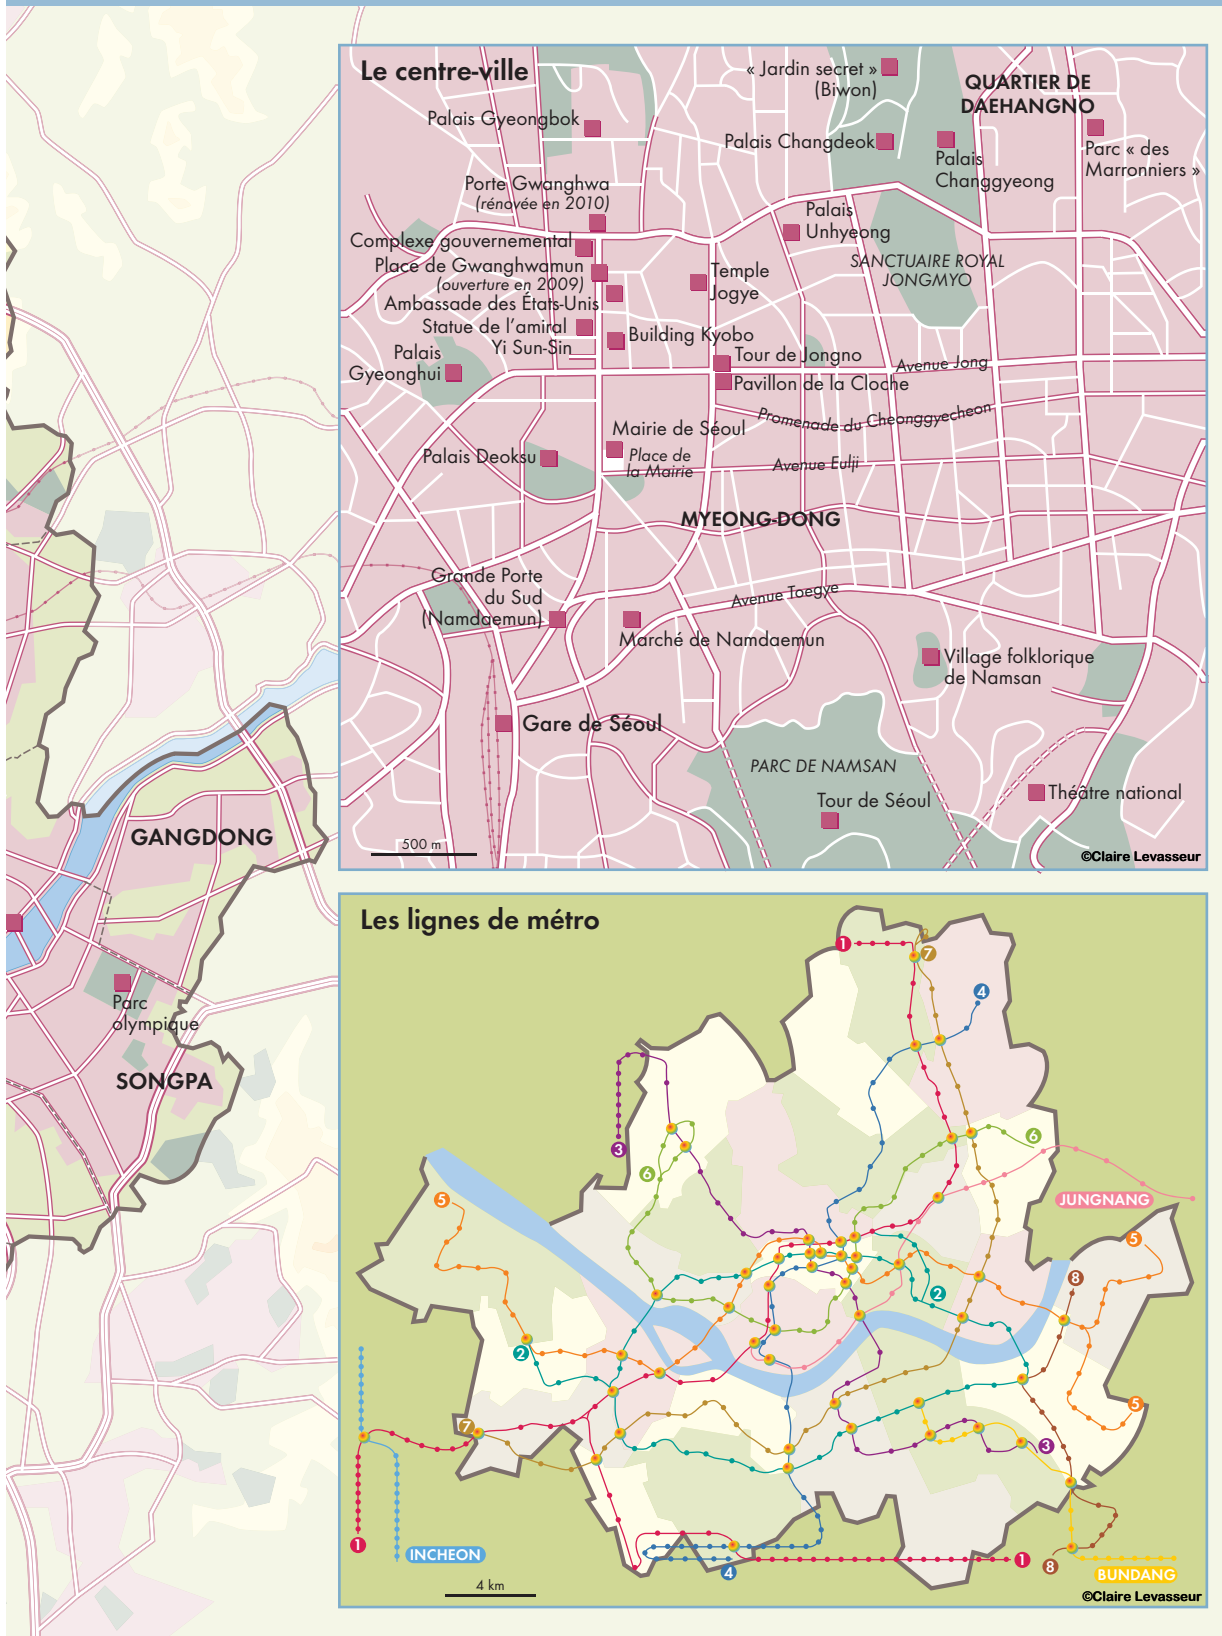 Le centre-ville
« Jardin secret »
(Biwon)
QUARTIER DE
DAEHANGNO
Palais Gyeongbok
Palais Changdeok
Palais
Changgyeong
Parc « des
Marronniers »
Porte Gwanghwa
(rénovée en 2010)
Palais
Unhyeong
Complexe gouvernemental
Place de Gwanghwamun
(ouverture en 2009)
SANCTUAIRE ROYAL
JONGMYO
Temple
Jogye
Ambassade des États-Unis
Statue de l'amiral
Yi Sun-Sin
Building Kyobo
Palais
Gyeonghui
Tour de Jongno
Avenue Jong
Pavillon de la Cloche
Promenade du Cheonggyecheon
Mairie de Séoul
Place de
la Mairie
Palais Deoksu
Avenue Eulji
MYEONG-DONG
Grande Porte
du Sud
(Namdaemun)
Avenue Toegye
Marché de Namdaemun
Village folklorique
de Namsan
Gare de Séoul
PARC DE NAMSAN
Tour de Séoul
Théâtre national
500 m
©Claire Levasseur
GANGDONG
Parc
olympique
SONGPA
Les lignes de métro
1
7
4
3
6
6
JUNGNANG
5
5
8
2
2
5
7
3
1
INCHEON
4
1
8
BUNDANG
4 km
©Claire Levasseur